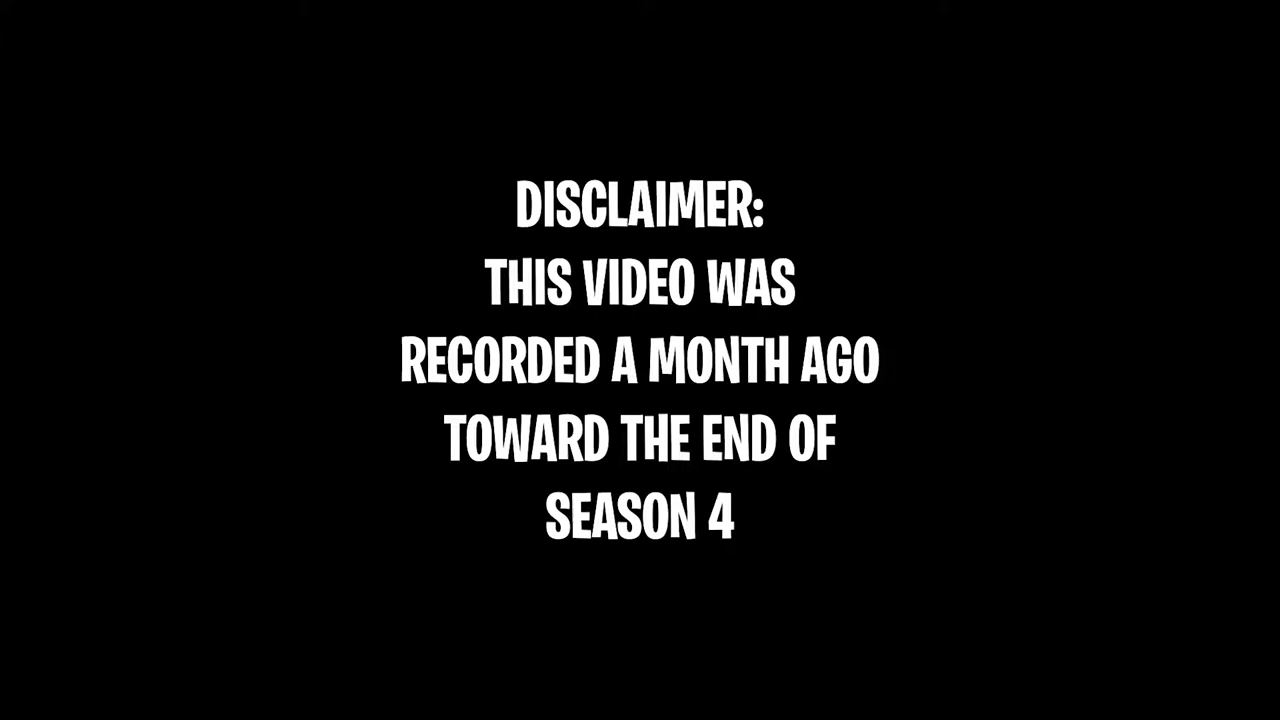 DISCLAIMER:
THIS VIDEO WAS
RECORDED A MONTH AGO
TOWARD THE END OF
SEASON 4